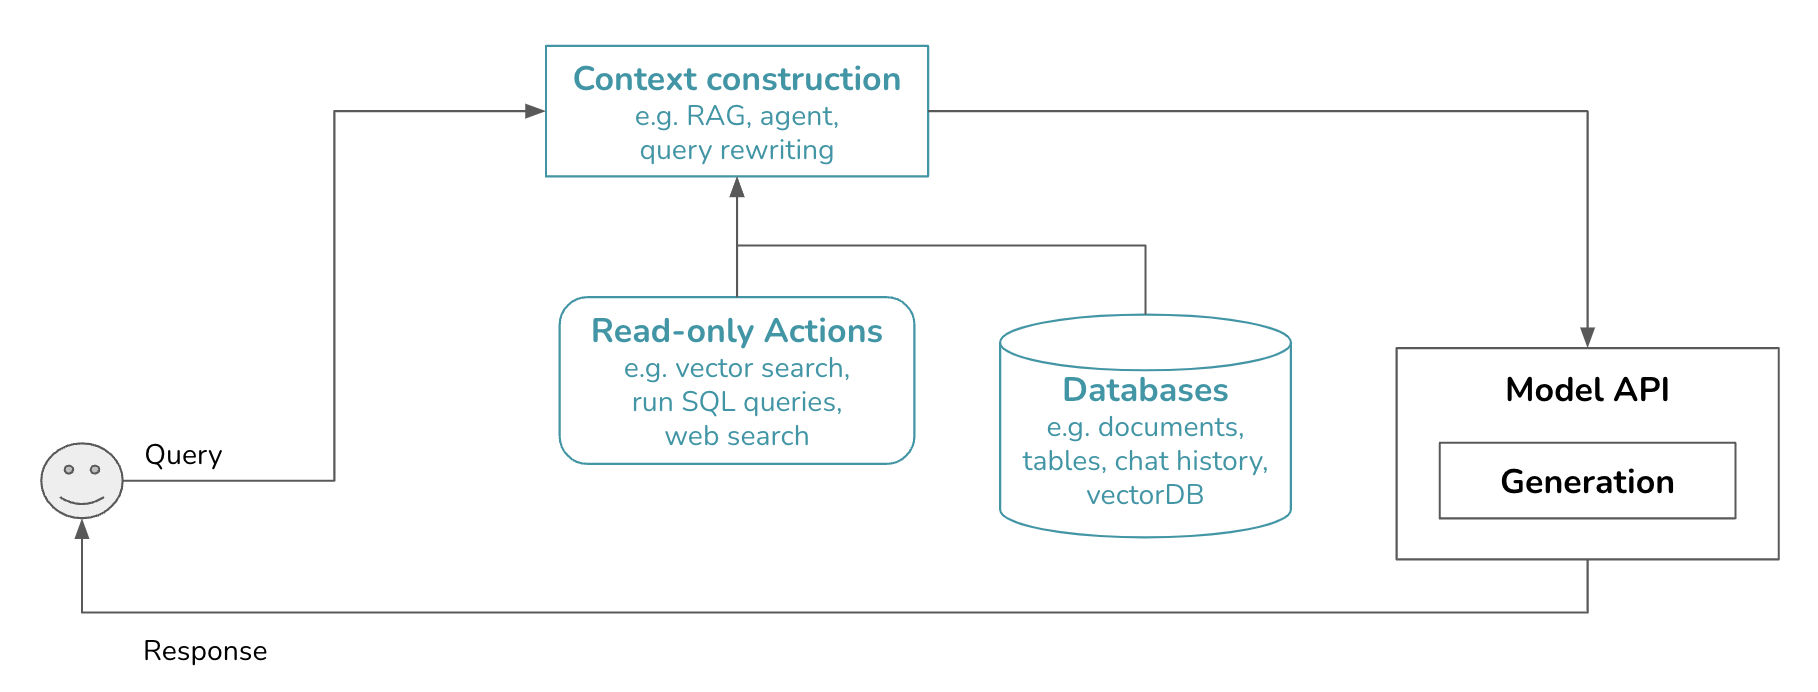 Context construction
e.g. RAG, agent,
query rewriting
Read-only Actions
e.g. vector search,
run SQL queries,
web search
Databases
e.g. documents,
tables, chat history,
vectorDB
Model API
Generation
Query
Response